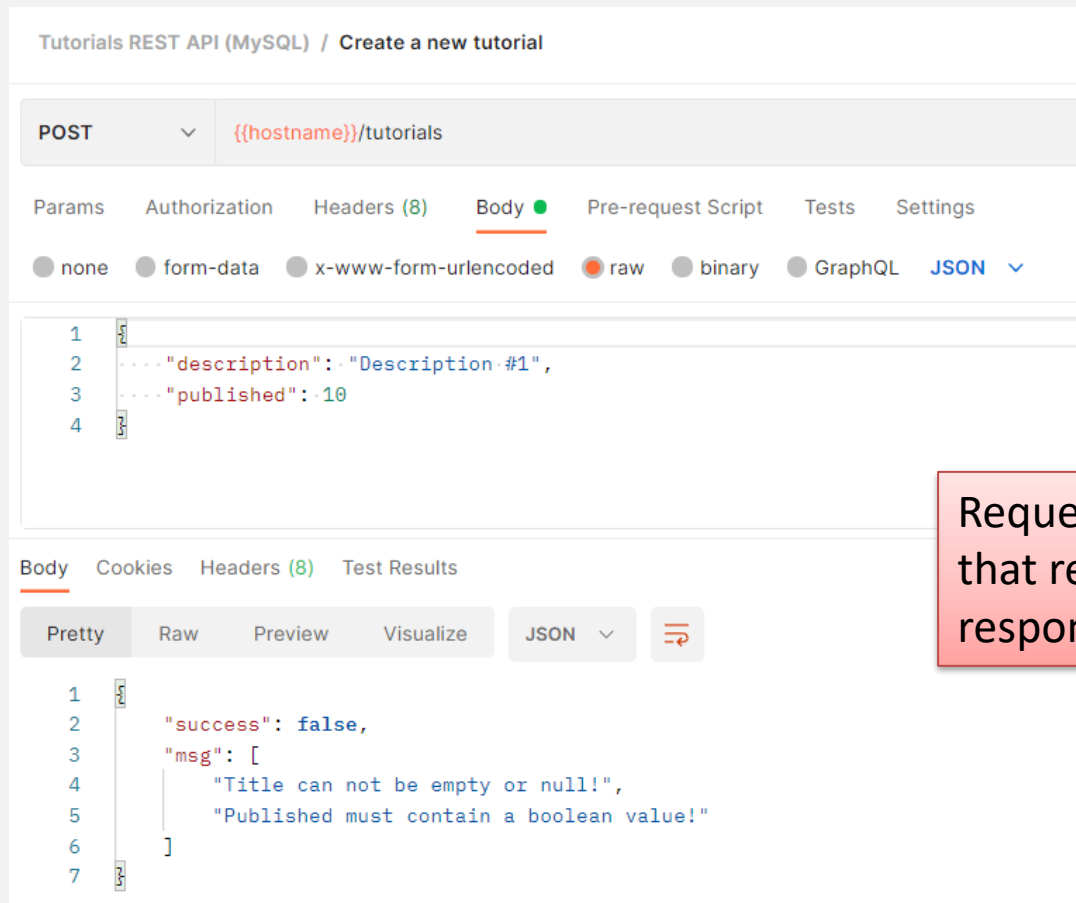 Tutorials REST API (MySQL) / Create a new tutorial
POST {{hostname}}/tutorials
Params Authorization Headers (8) Body Pre-request Script Tests Settings
none form-data x-www-form-urlencoded raw binary GraphQL JSON
1 {
2 "description": "Description #1",
3 "published": 10
4 }
that
Body Cookies Headers (8) Test Results
Pretty Raw Preview Visualize JSON
1 {
2 "success": false,
3 "msg": [
4 "Title can not be empty or null!",
5 "Published must contain a boolean value!"
6 ]
7 }